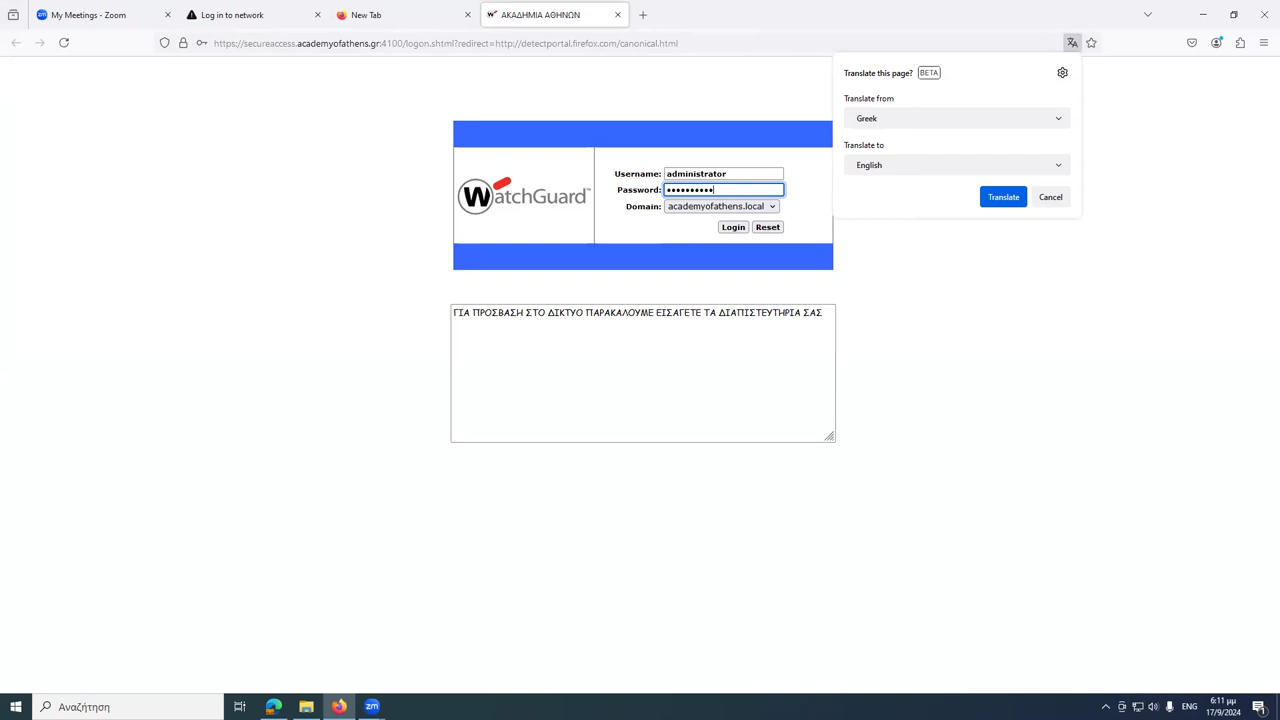 My Meetings - Zoom
Log in to network
New Tab
ΑΚΑΔΗΜΙΑ ΑΘΗΝΩΝ
https://secureaccess.academyofathens.gr:4100/logon.shtml?redirect=http://detectportal.firefox.com/canonical.html
Translate this page? BETA
Translate from
Greek
Translate to
English
Translate Cancel
WatchGuard
Username: administrator
Password: ••••••••••
Domain: academyofathens.local
Login Reset
ΓΙΑ ΠΡΟΣΒΑΣΗ ΣΤΟ ΔΙΚΤΥΟ ΠΑΡΑΚΑΛΟΥΜΕ ΕΙΣΑΓΕΤΕ ΤΑ ΔΙΑΠΙΣΤΕΥΤΗΡΙΑ ΣΑΣ
Αναζήτηση
zm
ENG
6:11 μμ
17/9/2024